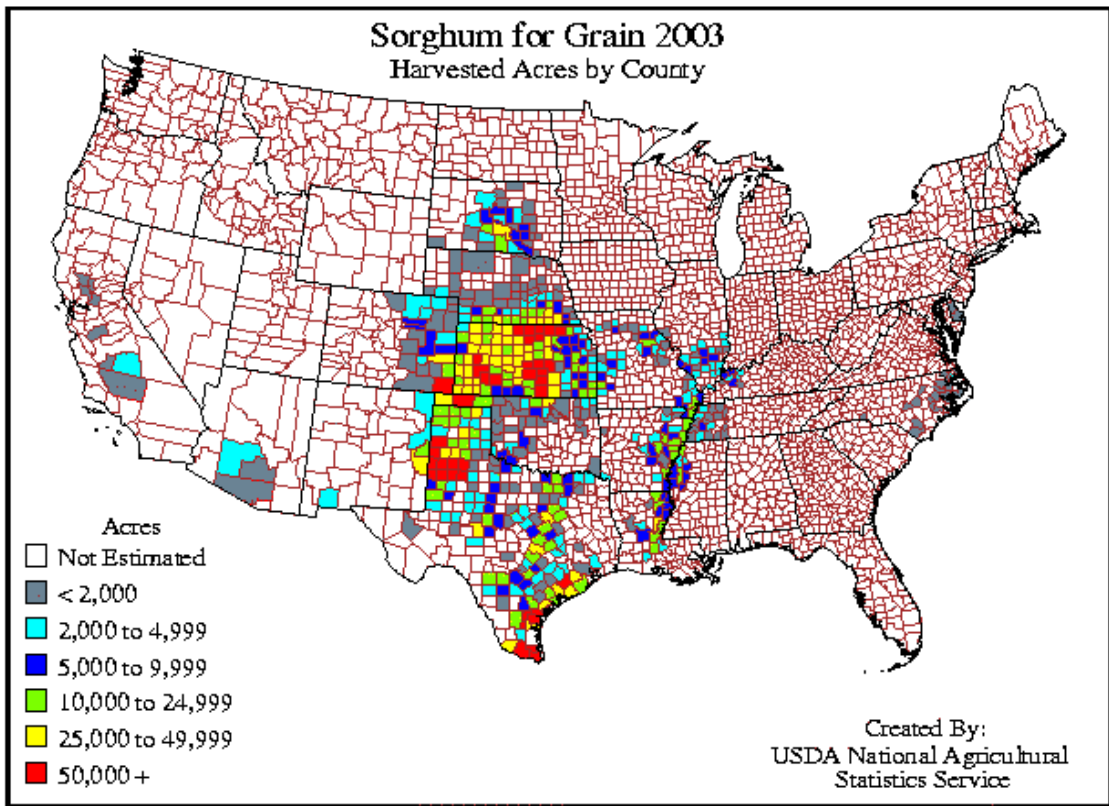 Sorghum for Grain 2003
Harvested Acres by County
Acres
Not Estimated
< 2,000
2,000 to 4,999
5,000 to 9,999
10,000 to 24,999
25,000 to 49,999
50,000 +
Created By:
USDA National Agricultural
Statistics Service